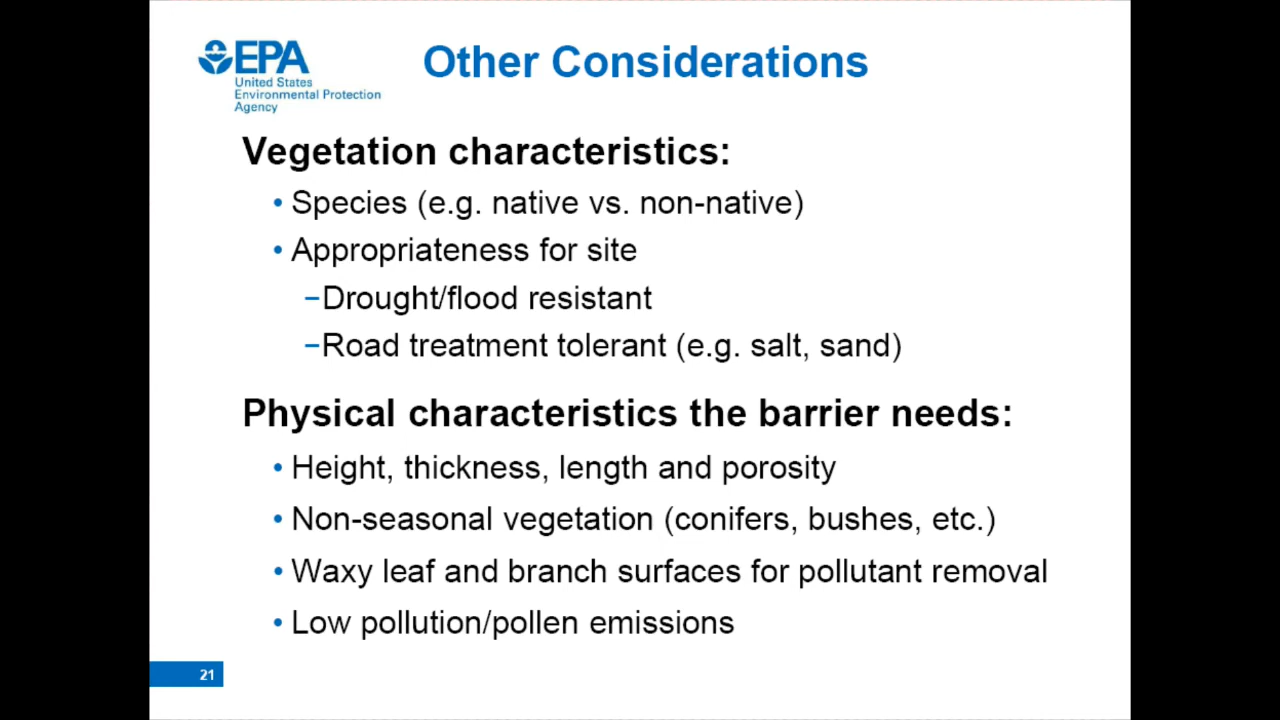 EPA
United States
Environmental Protection
Agency
Other Considerations
Vegetation characteristics:
• Species (e.g. native vs. non-native)
• Appropriateness for site
−Drought/flood resistant
−Road treatment tolerant (e.g. salt, sand)
Physical characteristics the barrier needs:
• Height, thickness, length and porosity
• Non-seasonal vegetation (conifers, bushes, etc.)
• Waxy leaf and branch surfaces for pollutant removal
• Low pollution/pollen emissions
21